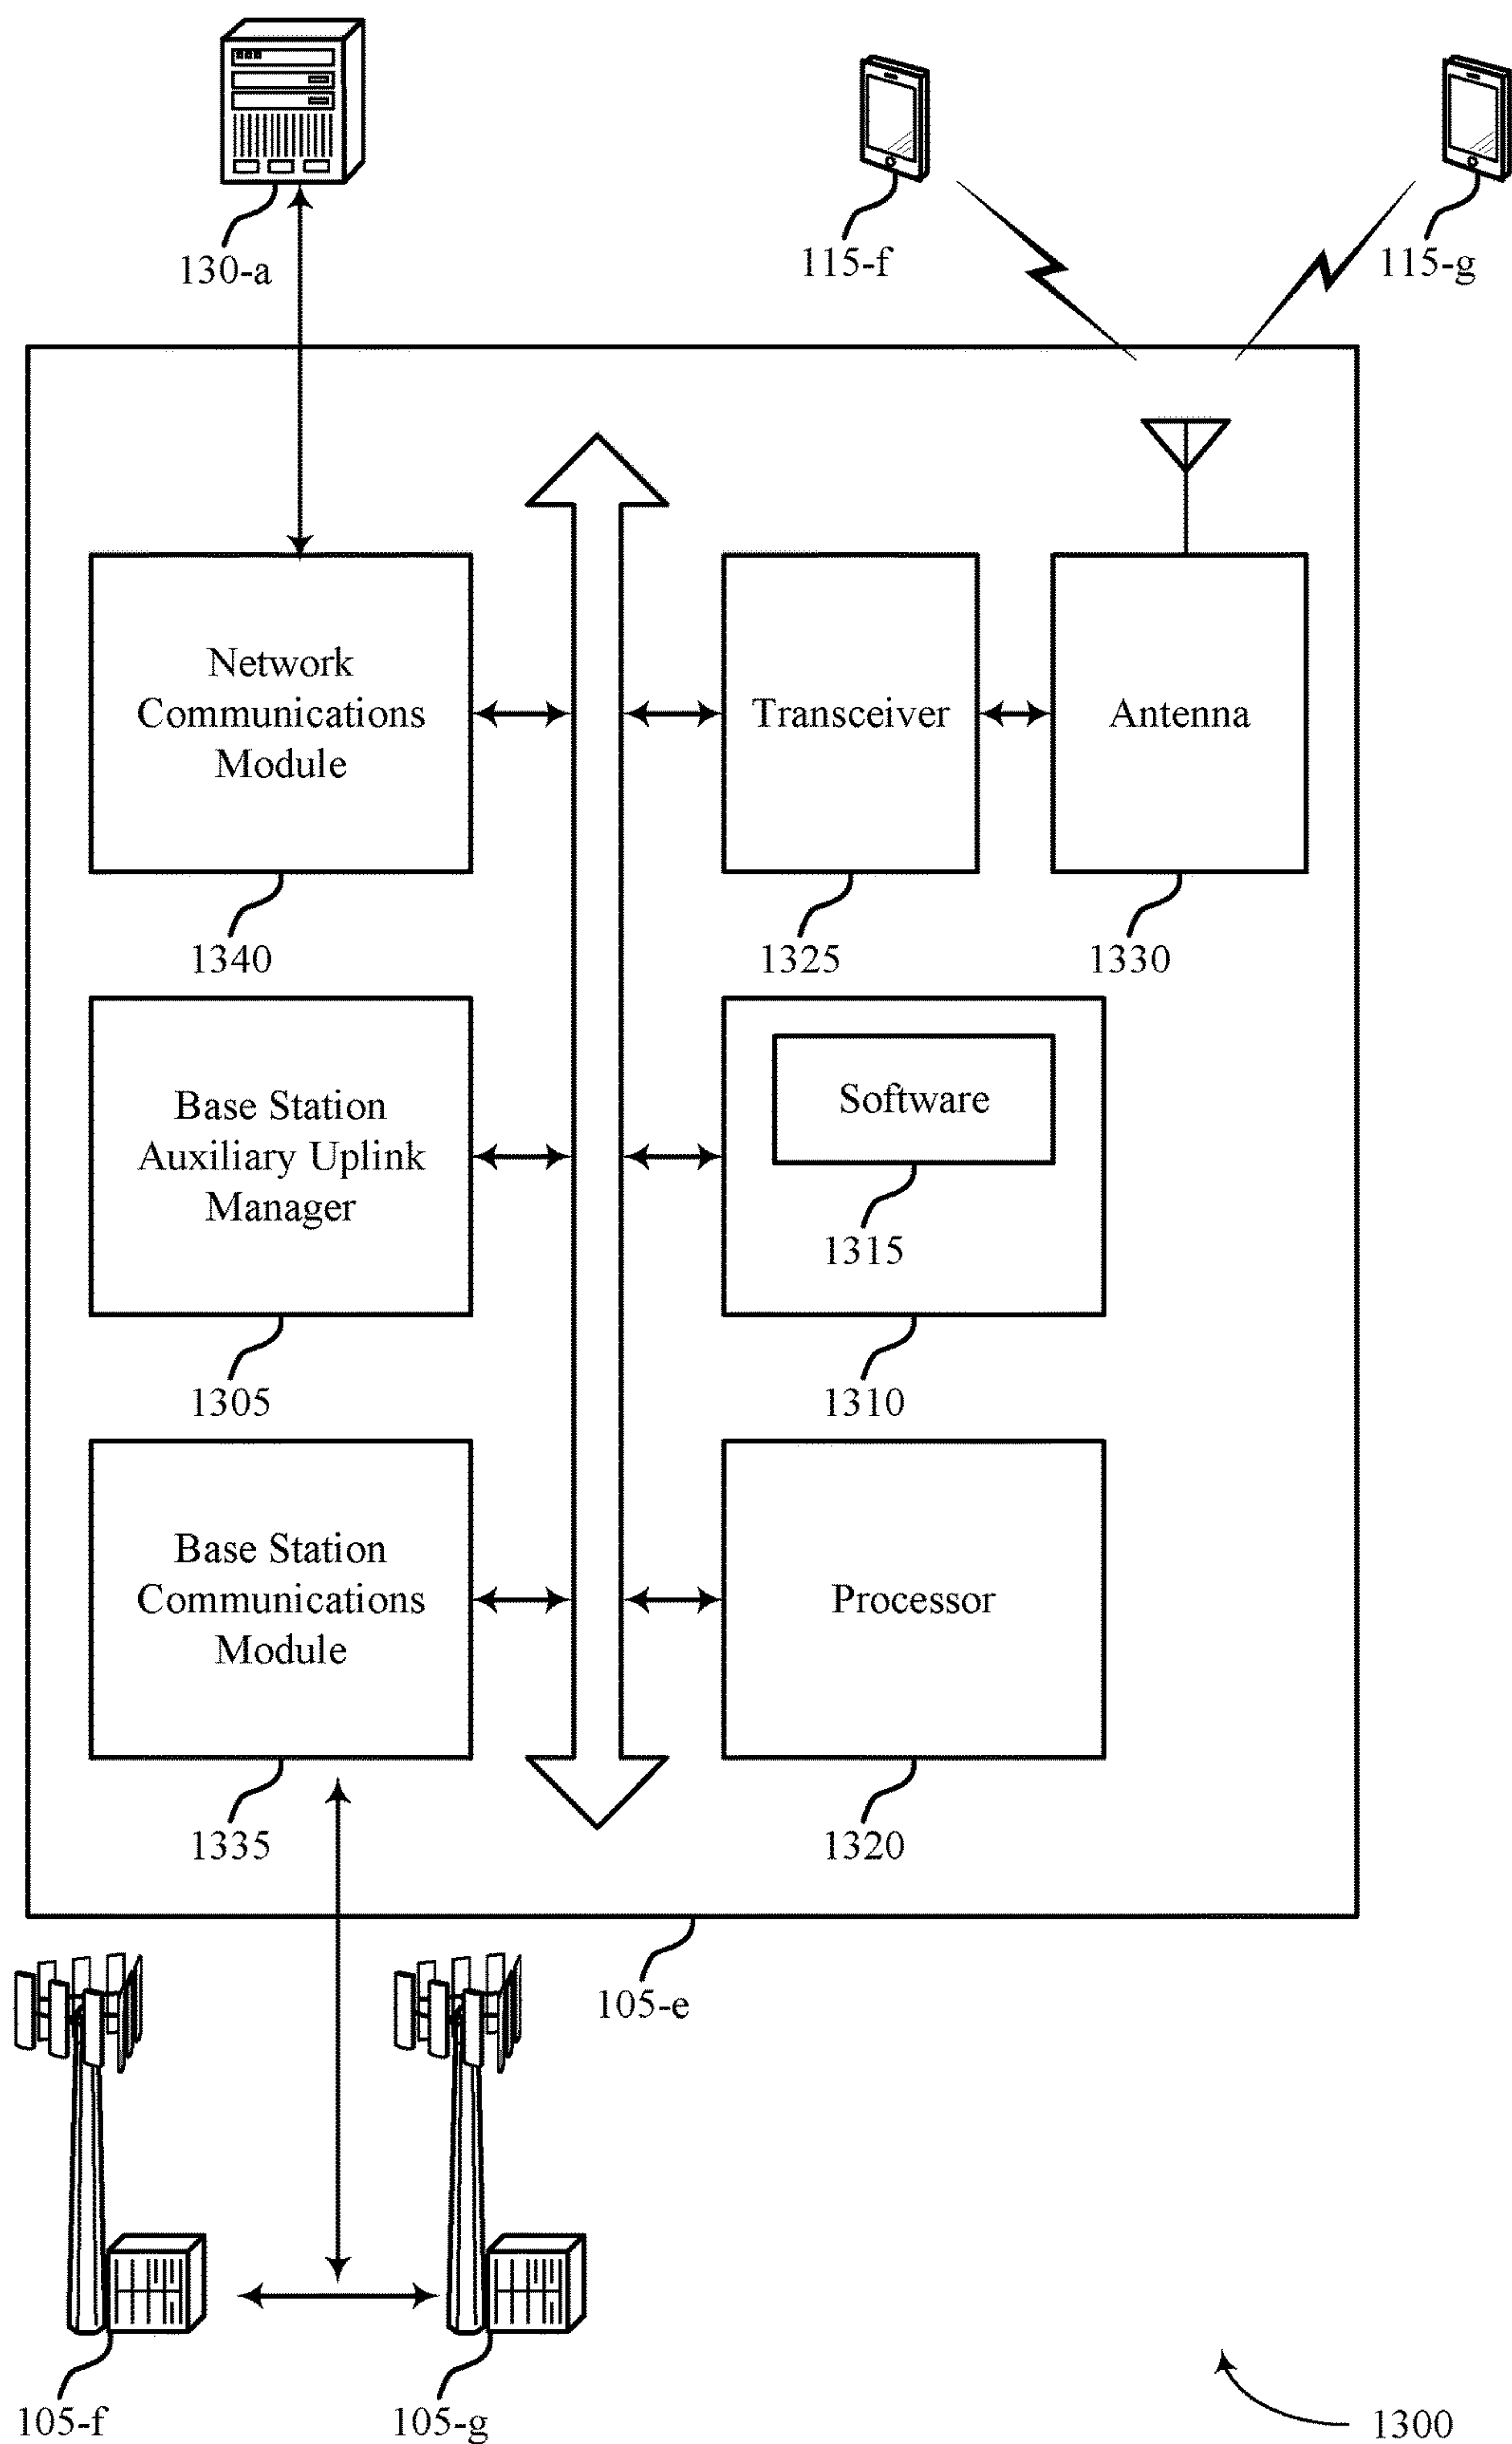 130-a
115-f
115-g
Network
Communications
Module
Transceiver
Antenna
1340
1325
1330
Base Station
Auxiliary Uplink
Manager
Software
1315
1305
1310
Base Station
Communications
Module
Processor
1335
1320
105-e
105-f
105-g
1300